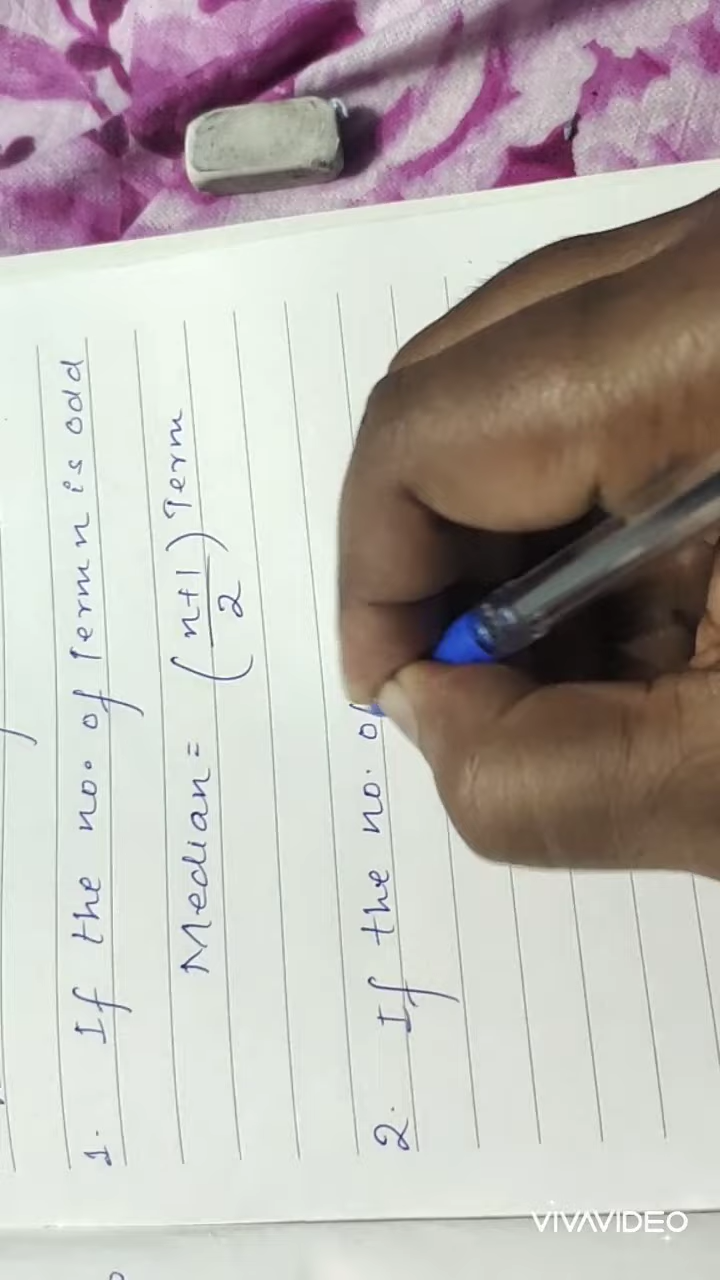 1. If the no. of Term n is odd
Median = (n+1/2) Term
2. If the no. of
VIVAVIDEO